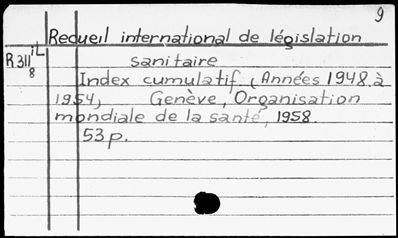 9
Recueil international de législation
R311iL
8
sanitaire
Index cumulatif (Années 1948 à
1954, Genève, Organisation
mondiale de la santé, 1958.
53 p.